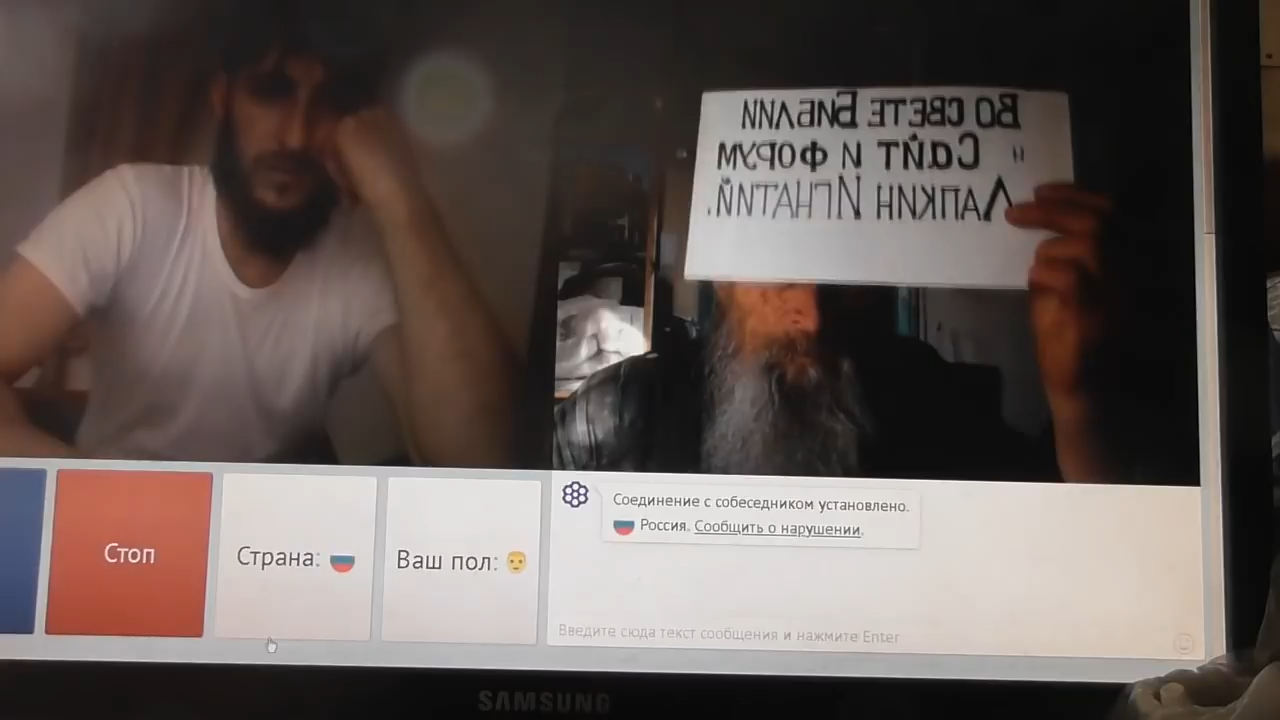 Во свете Библии
" Сайт и форум
Лапкин Игнатий.
Соединение с собеседником установлено.
Россия. Сообщить о нарушении.
Стоп
Страна:
Ваш пол:
Введите сюда текст сообщения и нажмите Enter
SAMSUNG